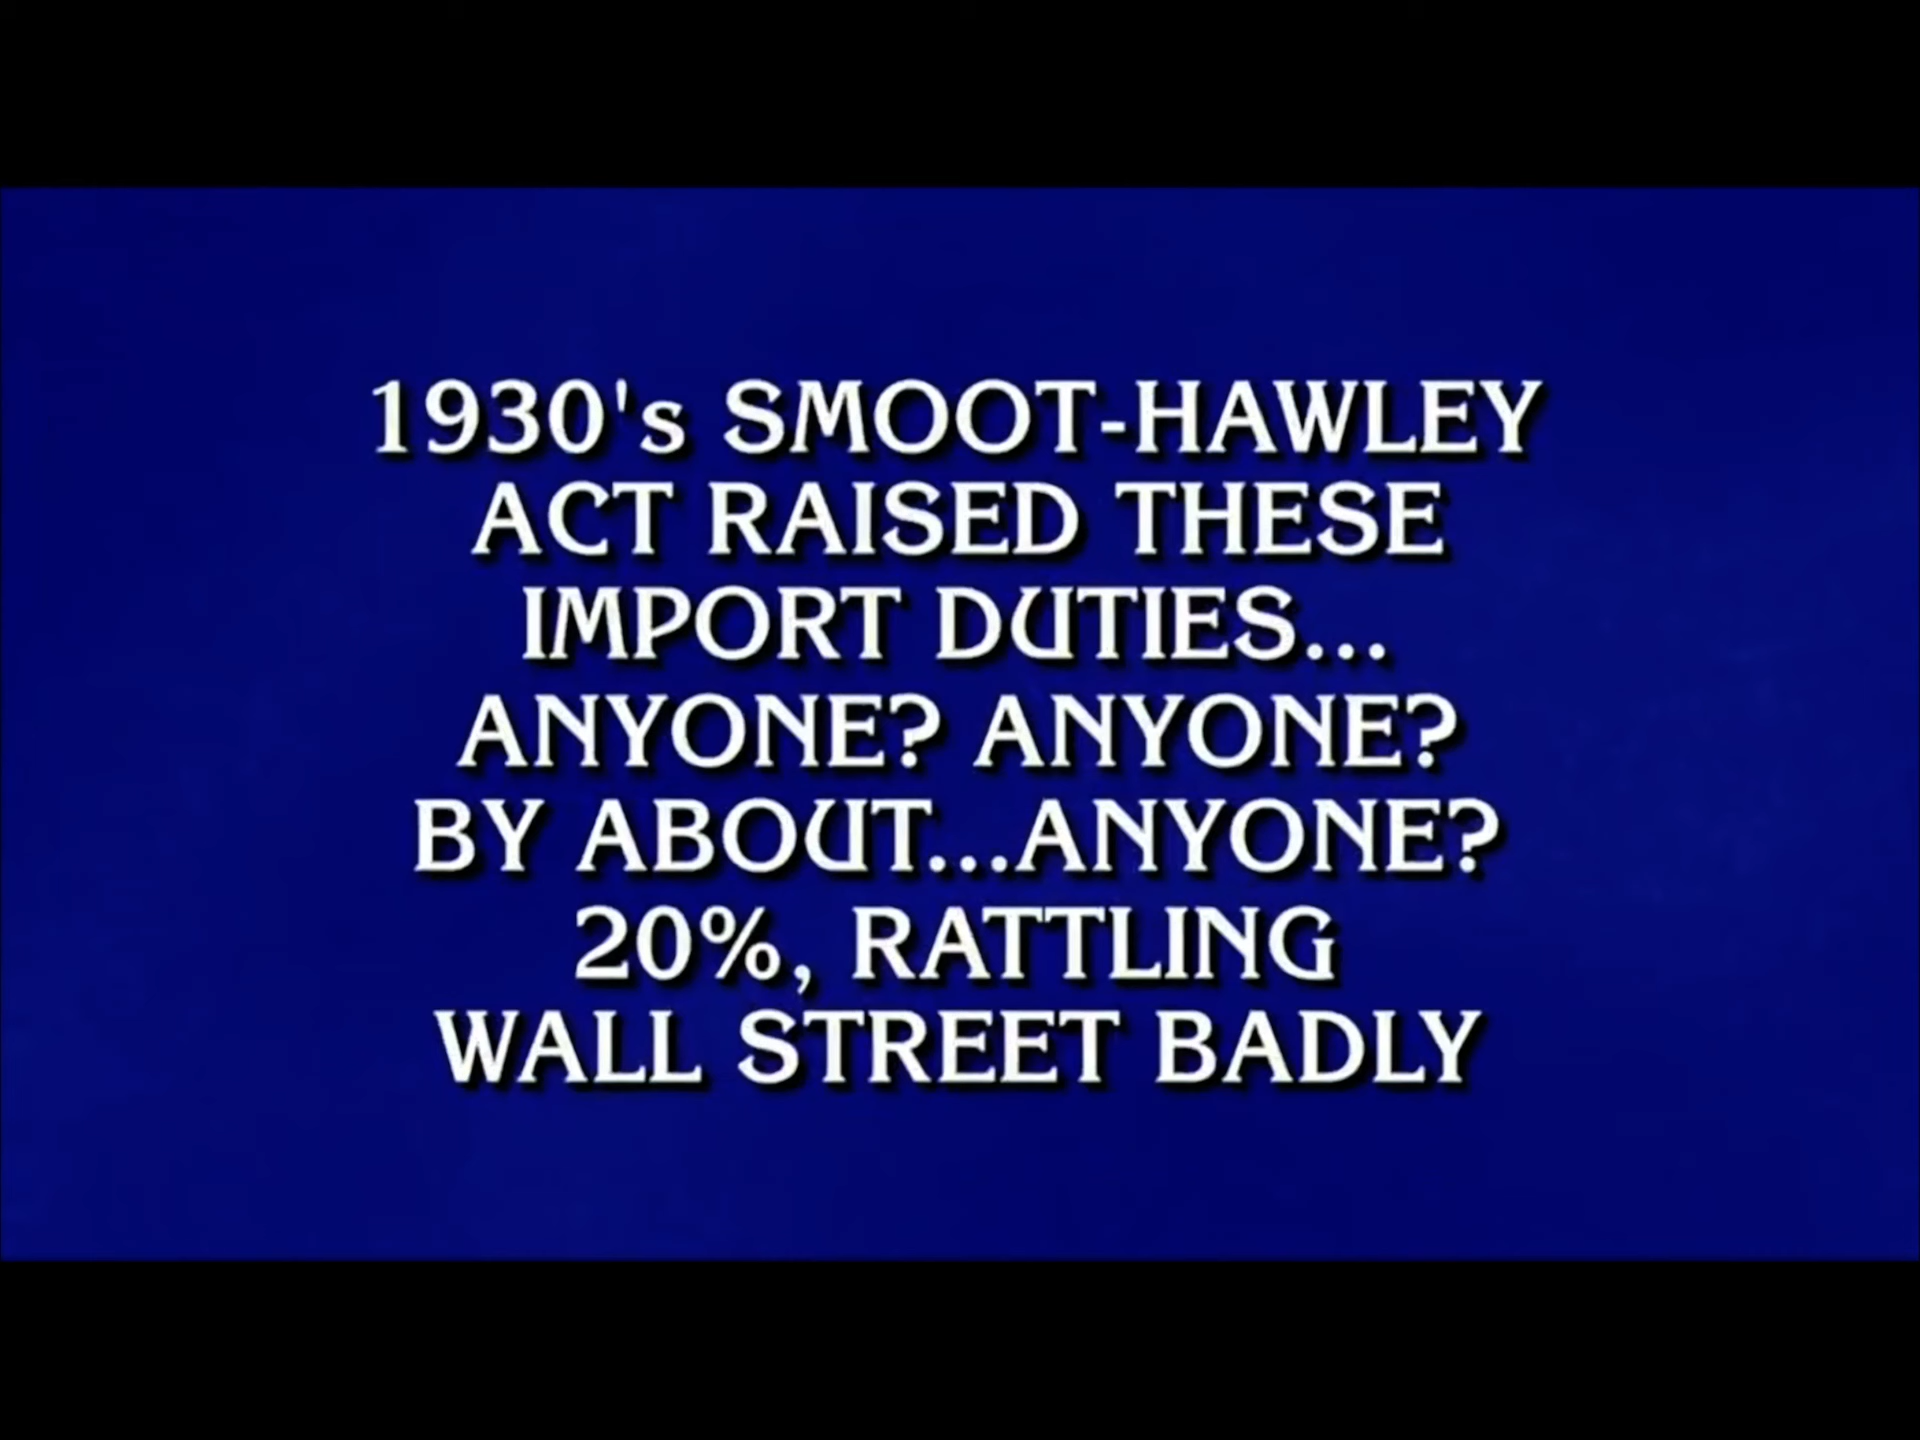 1930's SMOOT-HAWLEY
ACT RAISED THESE
IMPORT DUTIES...
ANYONE? ANYONE?
BY ABOUT...ANYONE?
20%, RATTLING
WALL STREET BADLY